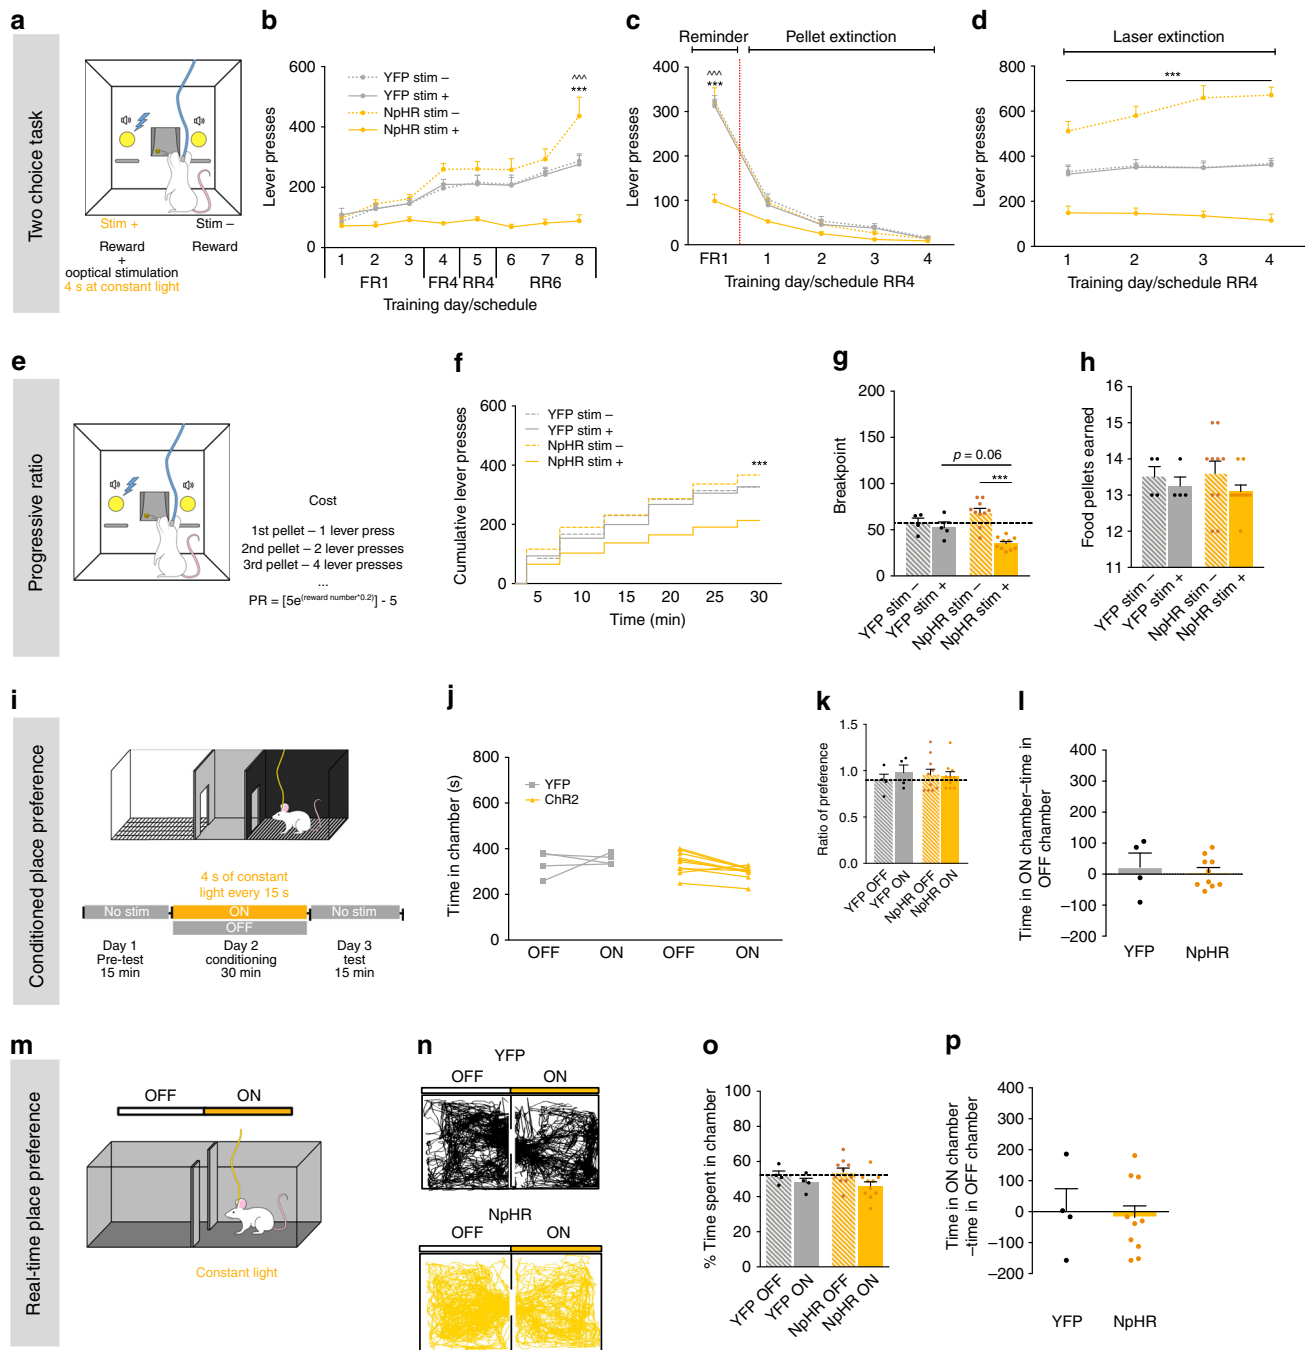 a
Two choice task
Stim +
Stim –
Reward
+
ooptical stimulation
4 s at constant light
Reward
b
Lever presses
600
400
200
0
YFP stim –
YFP stim +
NpHR stim –
NpHR stim +
^^^
***
1 2 3 4 5 6 7 8
FR1 FR4 RR4 RR6
Training day/schedule
c
Reminder Pellet extinction
Lever presses
400
300
200
100
0
^^^
***
FR1 1 2 3 4
Training day/schedule RR4
d
Laser extinction
***
Lever presses
800
600
400
200
0
1 2 3 4
Training day/schedule RR4
e
Progressive ratio
Cost
1st pellet – 1 lever press
2nd pellet – 2 lever presses
3rd pellet – 4 lever presses
...
PR = [5e(reward number*0.2)] - 5
f
Cumulative lever presses
600
400
200
0
YFP stim –
YFP stim +
NpHR stim –
NpHR stim +
***
5 10 15 20 25 30
Time (min)
g
Breakpoint
200
150
100
50
0
p = 0.06
***
YFP stim –
YFP stim +
NpHR stim –
NpHR stim +
h
Food pellets earned
16
15
14
13
12
11
YFP stim –
YFP stim +
NpHR stim –
NpHR stim +
i
Conditioned place preference
4 s of constant
light every 15 s
No stim ON No stim
OFF
Day 1
Pre-test
15 min
Day 2
conditioning
30 min
Day 3
test
15 min
j
Time in chamber (s)
800
600
400
200
0
YFP
ChR2
OFF ON OFF ON
k
Ratio of preference
1.5
1.0
0.5
0.0
YFP OFF
YFP ON
NpHR OFF
NpHR ON
l
Time in ON chamber–time in
OFF chamber
400
300
200
100
0
–100
–200
YFP NpHR
m
Real-time place preference
OFF ON
Constant light
n
YFP
OFF ON
NpHR
OFF ON
o
% Time spent in chamber
100
80
60
40
20
0
YFP OFF
YFP ON
NpHR OFF
NpHR ON
p
Time in ON chamber
–time in OFF chamber
400
300
200
100
0
–100
–200
YFP NpHR